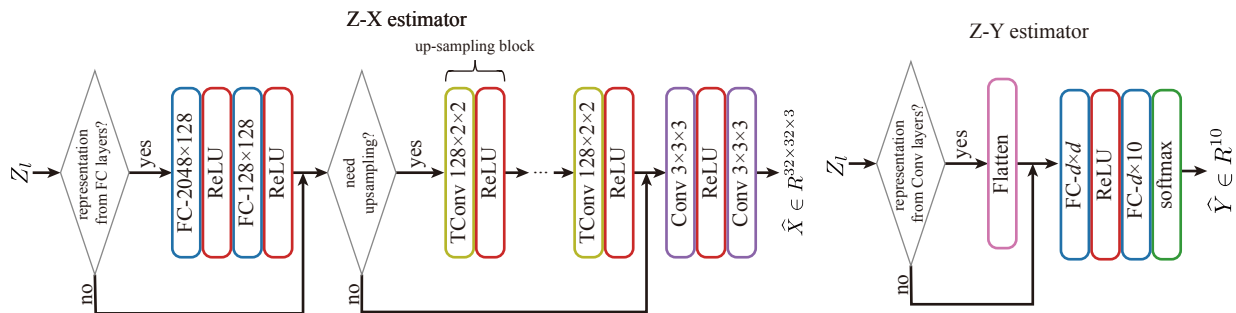 Z-X estimator
up-sampling block
Z_l
representation
from FC layers?
yes
no
FC-2048×128
ReLU
FC-128×128
ReLU
need
upsampling?
yes
no
TConv 128×2×2
ReLU
...
TConv 128×2×2
ReLU
Conv 3×3×3
ReLU
Conv 3×3×3
X̂ ∈ R^{32×32×3}
Z-Y estimator
Z_l
representation
from Conv layers?
yes
no
Flatten
FC-d×d
ReLU
FC-d×10
softmax
Ŷ ∈ R^{10}